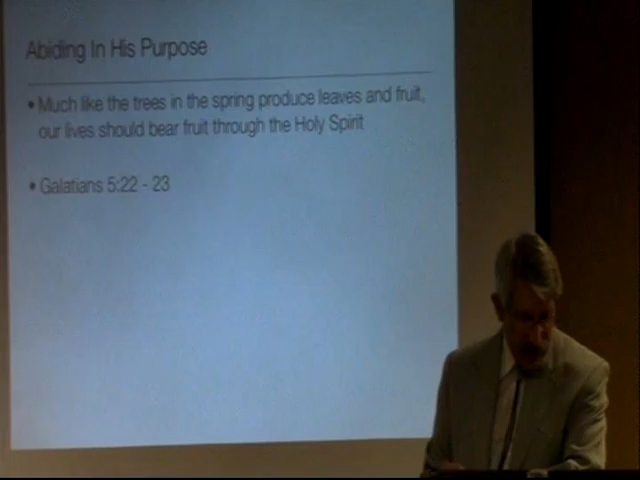 Abiding In His Purpose
• Much like the trees in the spring produce leaves and fruit,
our lives should bear fruit through the Holy Spirit
• Galatians 5:22 - 23